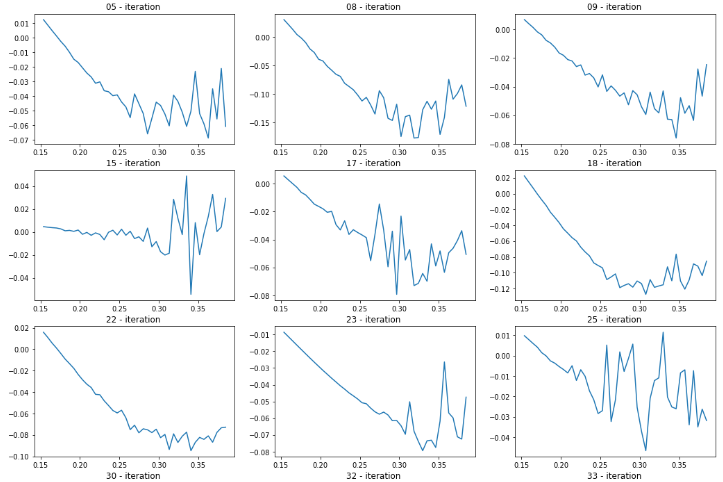 05 - iteration 08 - iteration 09 - iteration
0.01 0.00 −0.01 −0.02 −0.03 −0.04 −0.05 −0.06 −0.07
0.00 −0.05 −0.10 −0.15
0.00 −0.02 −0.04 −0.06 −0.08
0.15 0.20 0.25 0.30 0.35 0.15 0.20 0.25 0.30 0.35 0.15 0.20 0.25 0.30 0.35
15 - iteration 17 - iteration 18 - iteration
0.04 0.02 0.00 −0.02 −0.04
0.00 −0.02 −0.04 −0.06 −0.08
0.02 0.00 −0.02 −0.04 −0.06 −0.08 −0.10 −0.12
0.15 0.20 0.25 0.30 0.35 0.15 0.20 0.25 0.30 0.35 0.15 0.20 0.25 0.30 0.35
22 - iteration 23 - iteration 25 - iteration
0.02 0.00 −0.02 −0.04 −0.06 −0.08 −0.10
−0.01 −0.02 −0.03 −0.04 −0.05 −0.06 −0.07 −0.08
0.01 0.00 −0.01 −0.02 −0.03 −0.04
0.15 0.20 0.25 0.30 0.35 0.15 0.20 0.25 0.30 0.35 0.15 0.20 0.25 0.30 0.35
30 - iteration 32 - iteration 33 - iteration